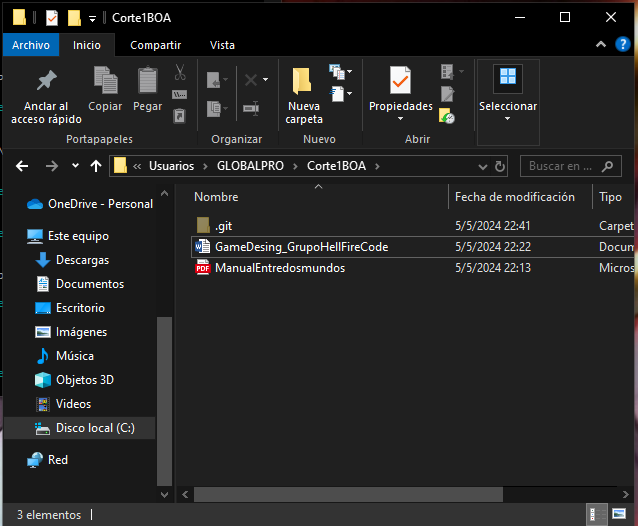 Corte1BOA
Archivo Inicio Compartir Vista
Anclar al acceso rápido
Copiar
Pegar
Nueva carpeta
Propiedades
Seleccionar
Portapapeles Organizar Nuevo Abrir
« Usuarios > GLOBALPRO > Corte1BOA >
Buscar en ...
Nombre Fecha de modificación Tipo
.git 5/5/2024 22:41 Carpet
GameDesing_GrupoHellFireCode 5/5/2024 22:22 Docum
ManualEntredosmundos 5/5/2024 22:13 Micros
OneDrive - Personal
Este equipo
Descargas
Documentos
Escritorio
Imágenes
Música
Objetos 3D
Videos
Disco local (C:)
Red
3 elementos